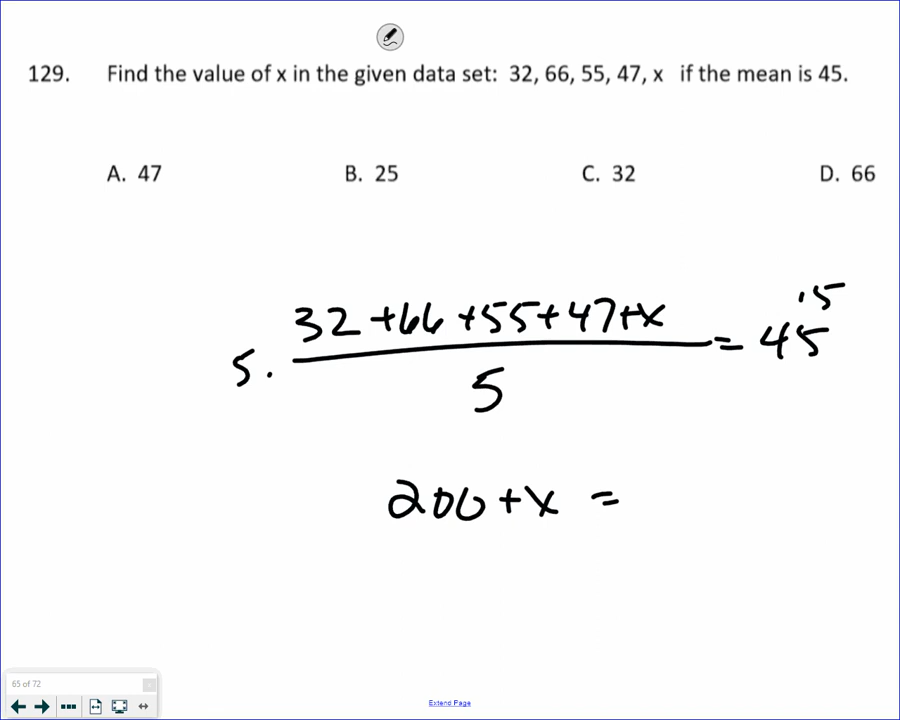 129. Find the value of x in the given data set: 32, 66, 55, 47, x if the mean is 45.
A. 47 B. 25 C. 32 D. 66
·5
32 +66 +55+47+x
5 · = 45
5
200 +x =
65 of 72
Extend Page